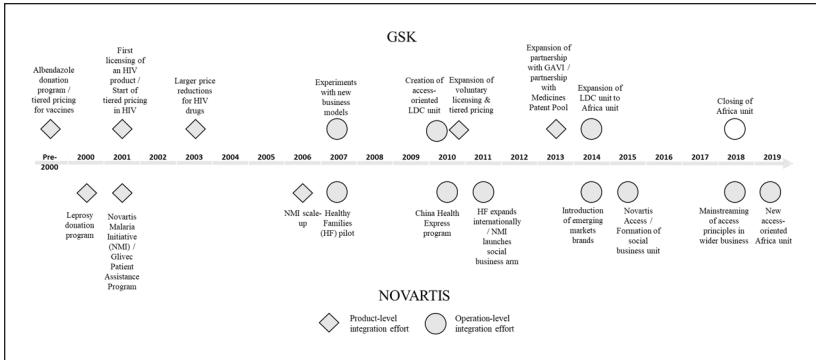 GSK
Albendazole
donation
program /
tiered pricing
for vaccines
First
licensing of
an HIV
product /
Start of
tiered pricing
in HIV
Larger price
reductions
for HIV
drugs
Experiments
with new
business
models
Creation of
access-
oriented
LDC unit
Expansion of
voluntary
licensing &
tiered pricing
Expansion of
partnership
with GAVI /
partnership
with
Medicines
Patent Pool
Expansion of
LDC unit to
Africa unit
Closing of
Africa unit
Pre-
2000
2000
2001
2002
2003
2004
2005
2006
2007
2008
2009
2010
2011
2012
2013
2014
2015
2016
2017
2018
2019
Leprosy
donation
program
Novartis
Malaria
Initiative
(NMI) /
Glivec
Patient
Assistance
Program
NMI scale-
up
Healthy
Families
(HF) pilot
China Health
Express
program
HF expands
internationally
/ NMI
launches
social
business arm
Introduction of
emerging
markets
brands
Novartis
Access /
Formation of
social
business unit
Mainstreaming
of access
principles in
wider business
New
access-
oriented
Africa unit
NOVARTIS
Product-level
integration effort
Operation-level
integration effort